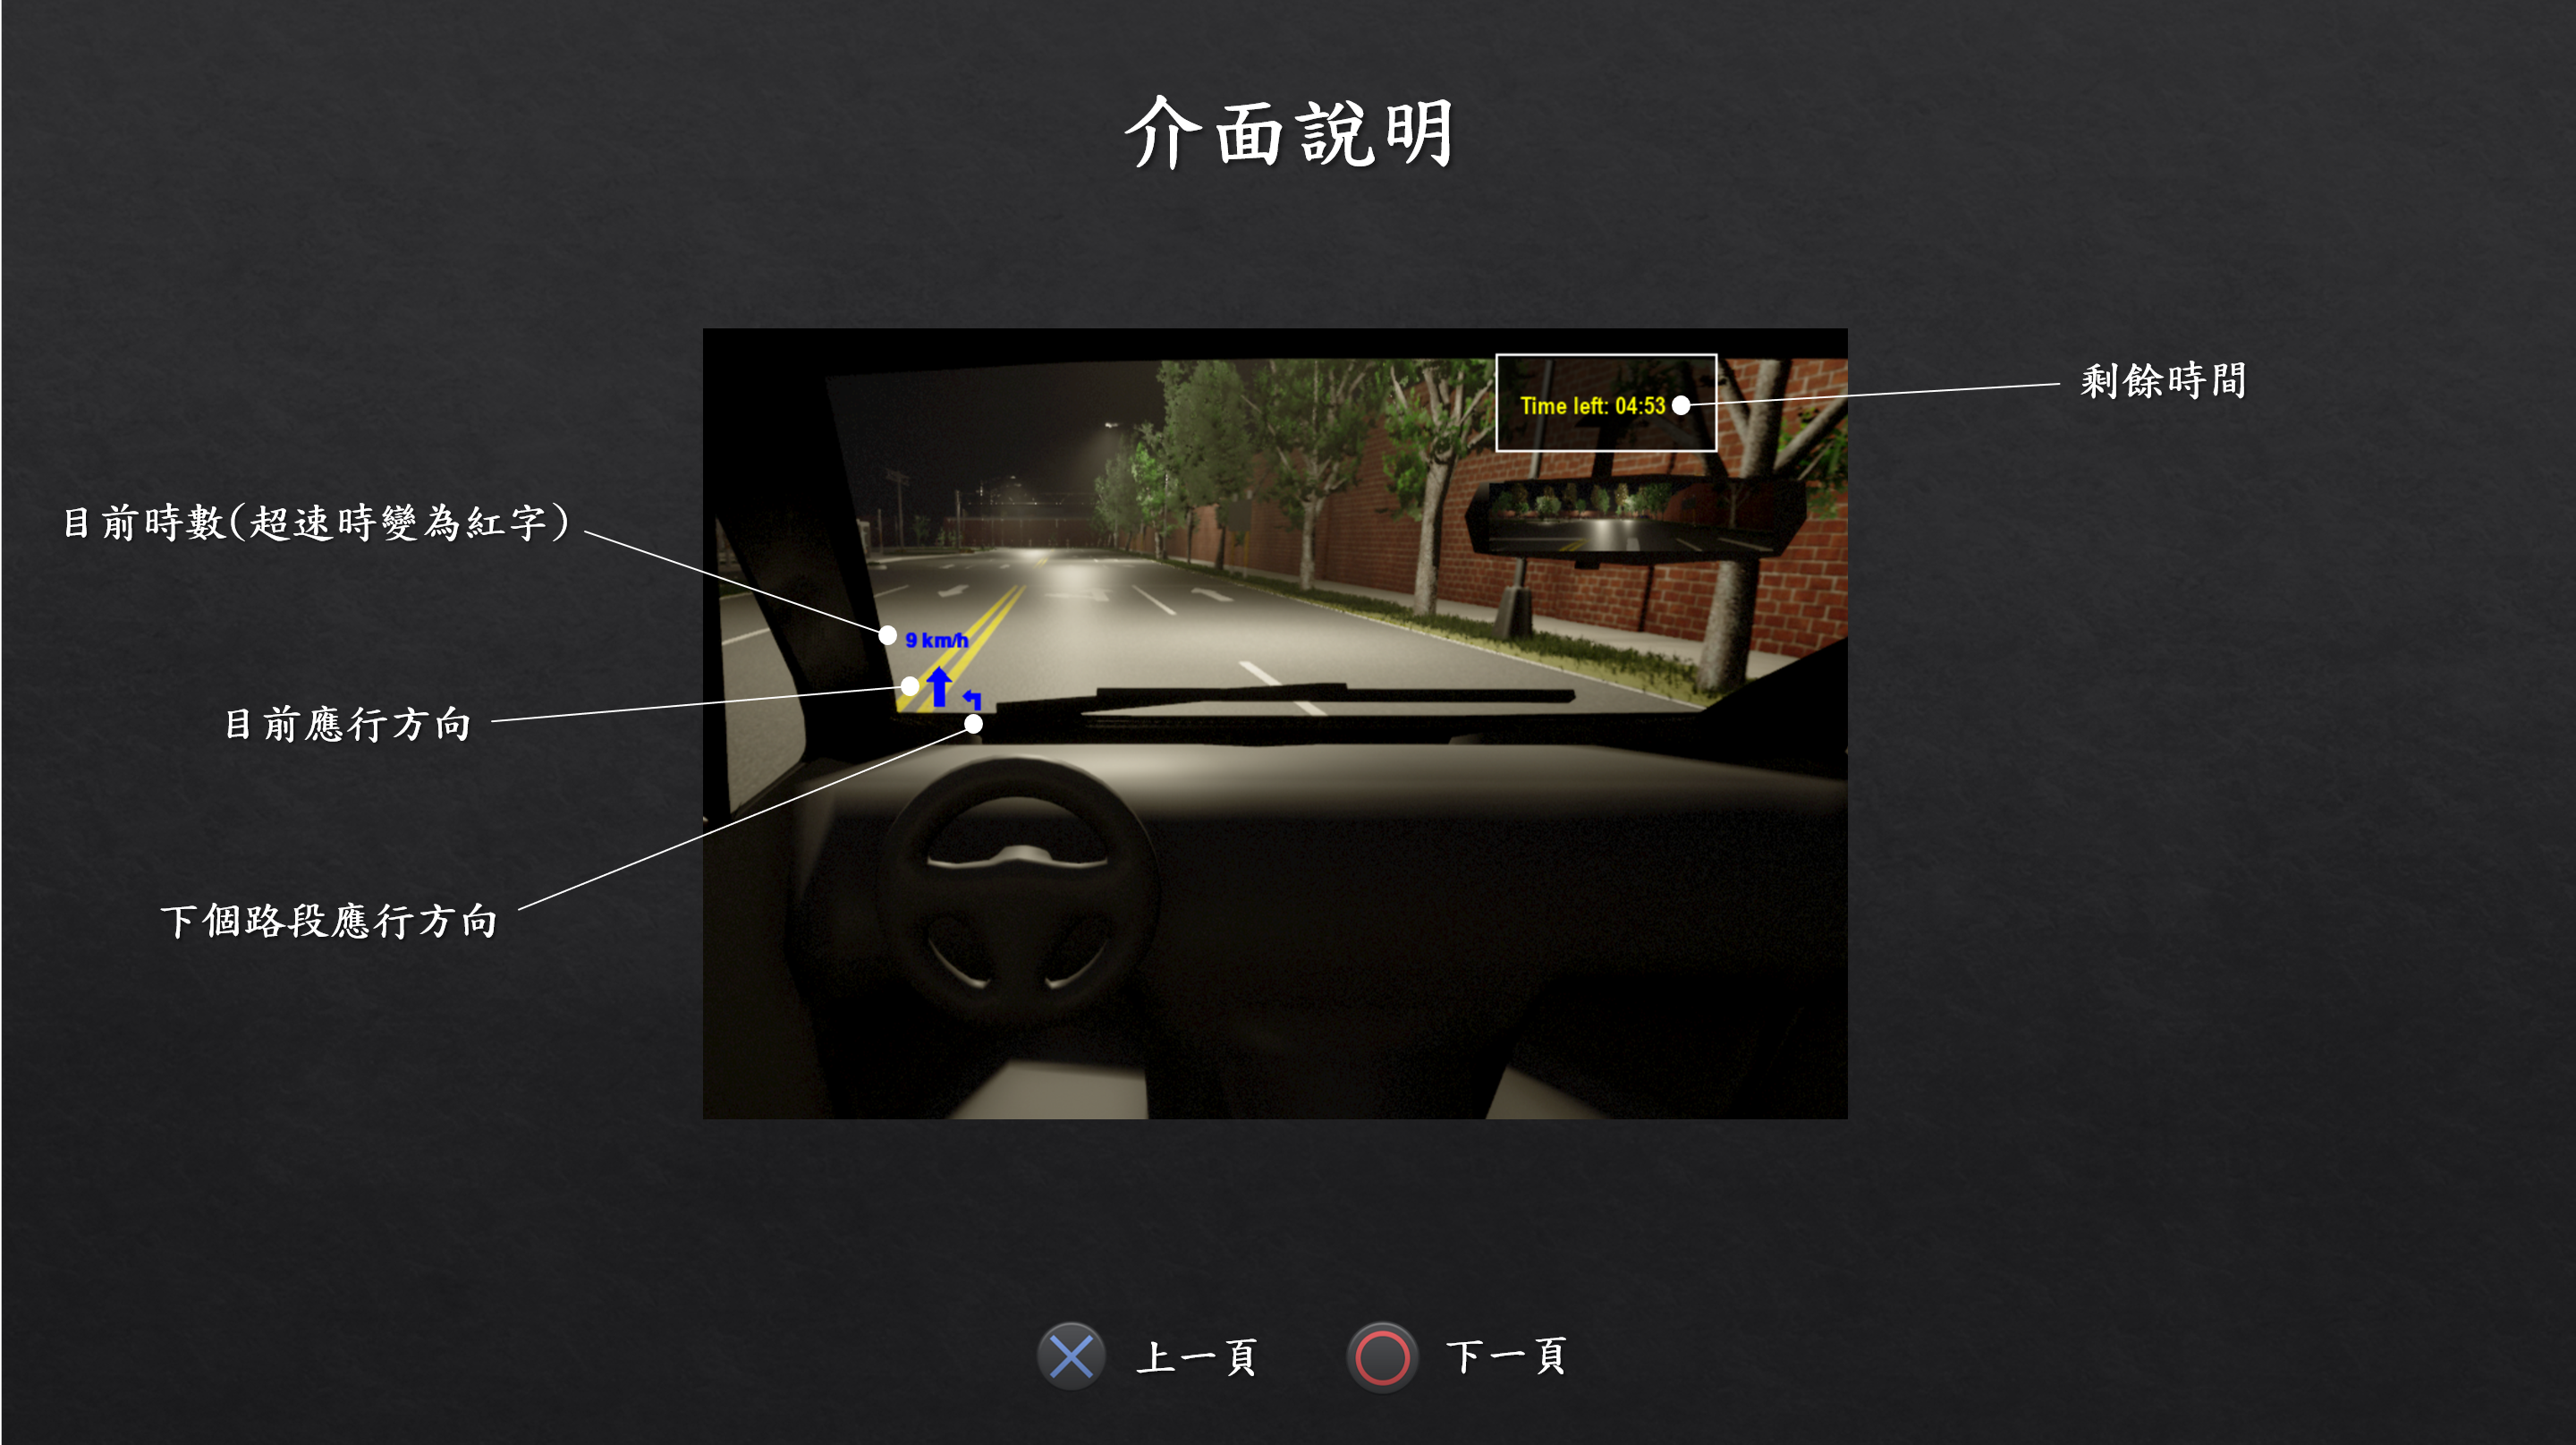 介面說明
Time left: 04:53
剩餘時間
目前時數(超速時變為紅字)
9 km/h
目前應行方向
下個路段應行方向
上一頁
下一頁